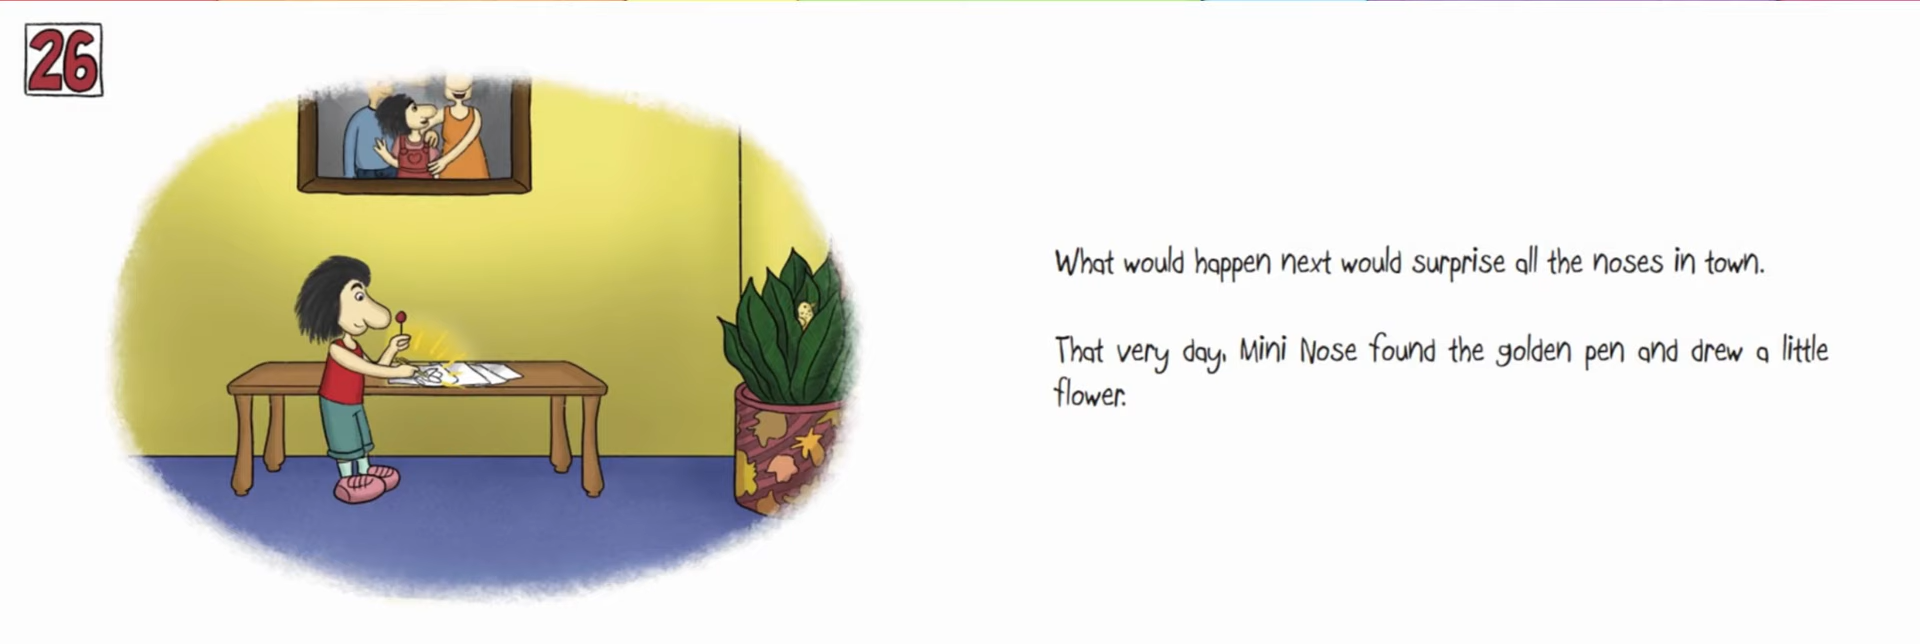 26
What would happen next would surprise all the noses in town.
That very day, Mini Nose found the golden pen and drew a little
flower.